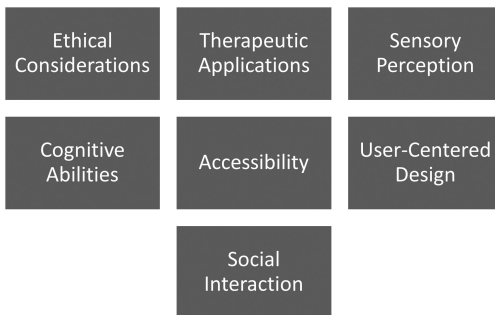 Ethical
Considerations
Therapeutic
Applications
Sensory
Perception
Cognitive
Abilities
Accessibility
User-Centered
Design
Social
Interaction